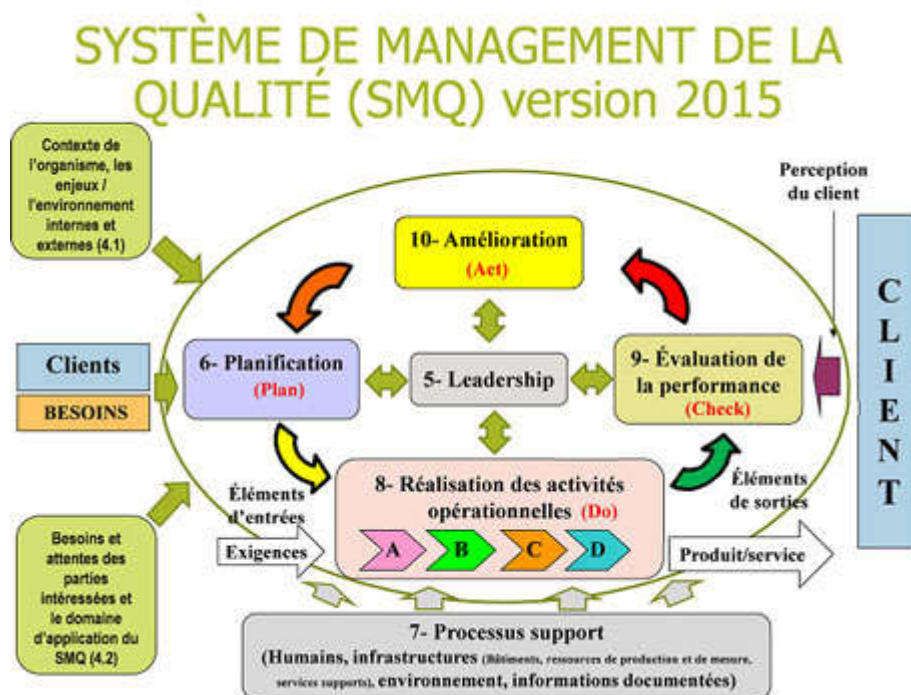 SYSTÈME DE MANAGEMENT DE LA
QUALITÉ (SMQ) version 2015
Contexte de
l'organisme, les
enjeux /
l'environnement
internes et
externes (4.1)
Perception
du client
10- Amélioration
(Act)
Clients
BESOINS
6- Planification
(Plan)
5- Leadership
9- Évaluation de
la performance
(Check)
CLIENT
Éléments
d'entrées
Exigences
8- Réalisation des activités
opérationnelles (Do)
A B C D
Éléments
de sorties
Produit/service
Besoins et
attentes des
parties
intéressées et
le domaine
d'application du
SMQ (4.2)
7- Processus support
(Humains, infrastructures (Bâtiments, ressources de production et de mesure,
services supports), environnement, informations documentées)